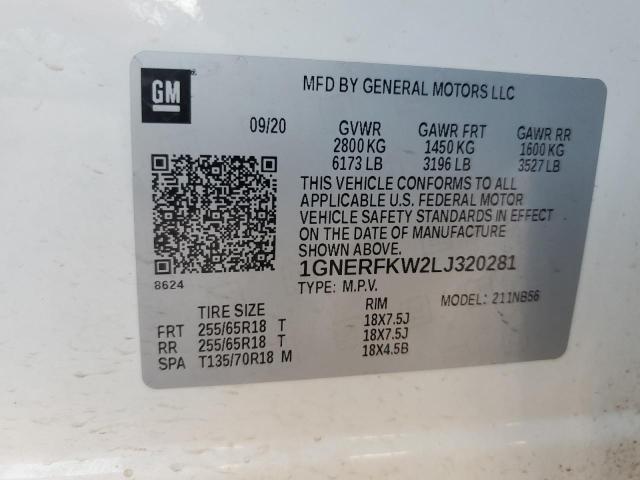 GM
MFD BY GENERAL MOTORS LLC
09/20 GVWR GAWR FRT GAWR RR
2800 KG 1450 KG 1600 KG
6173 LB 3196 LB 3527 LB
THIS VEHICLE CONFORMS TO ALL
APPLICABLE U.S. FEDERAL MOTOR
VEHICLE SAFETY STANDARDS IN EFFECT
ON THE DATE OF MANUFACTURE
SHOWN ABOVE.
1GNERFKW2LJ320281
8624
TYPE: M.P.V. MODEL: 211NB56
TIRE SIZE RIM
FRT 255/65R18 T 18X7.5J
RR 255/65R18 T 18X7.5J
SPA T135/70R18 M 18X4.5B